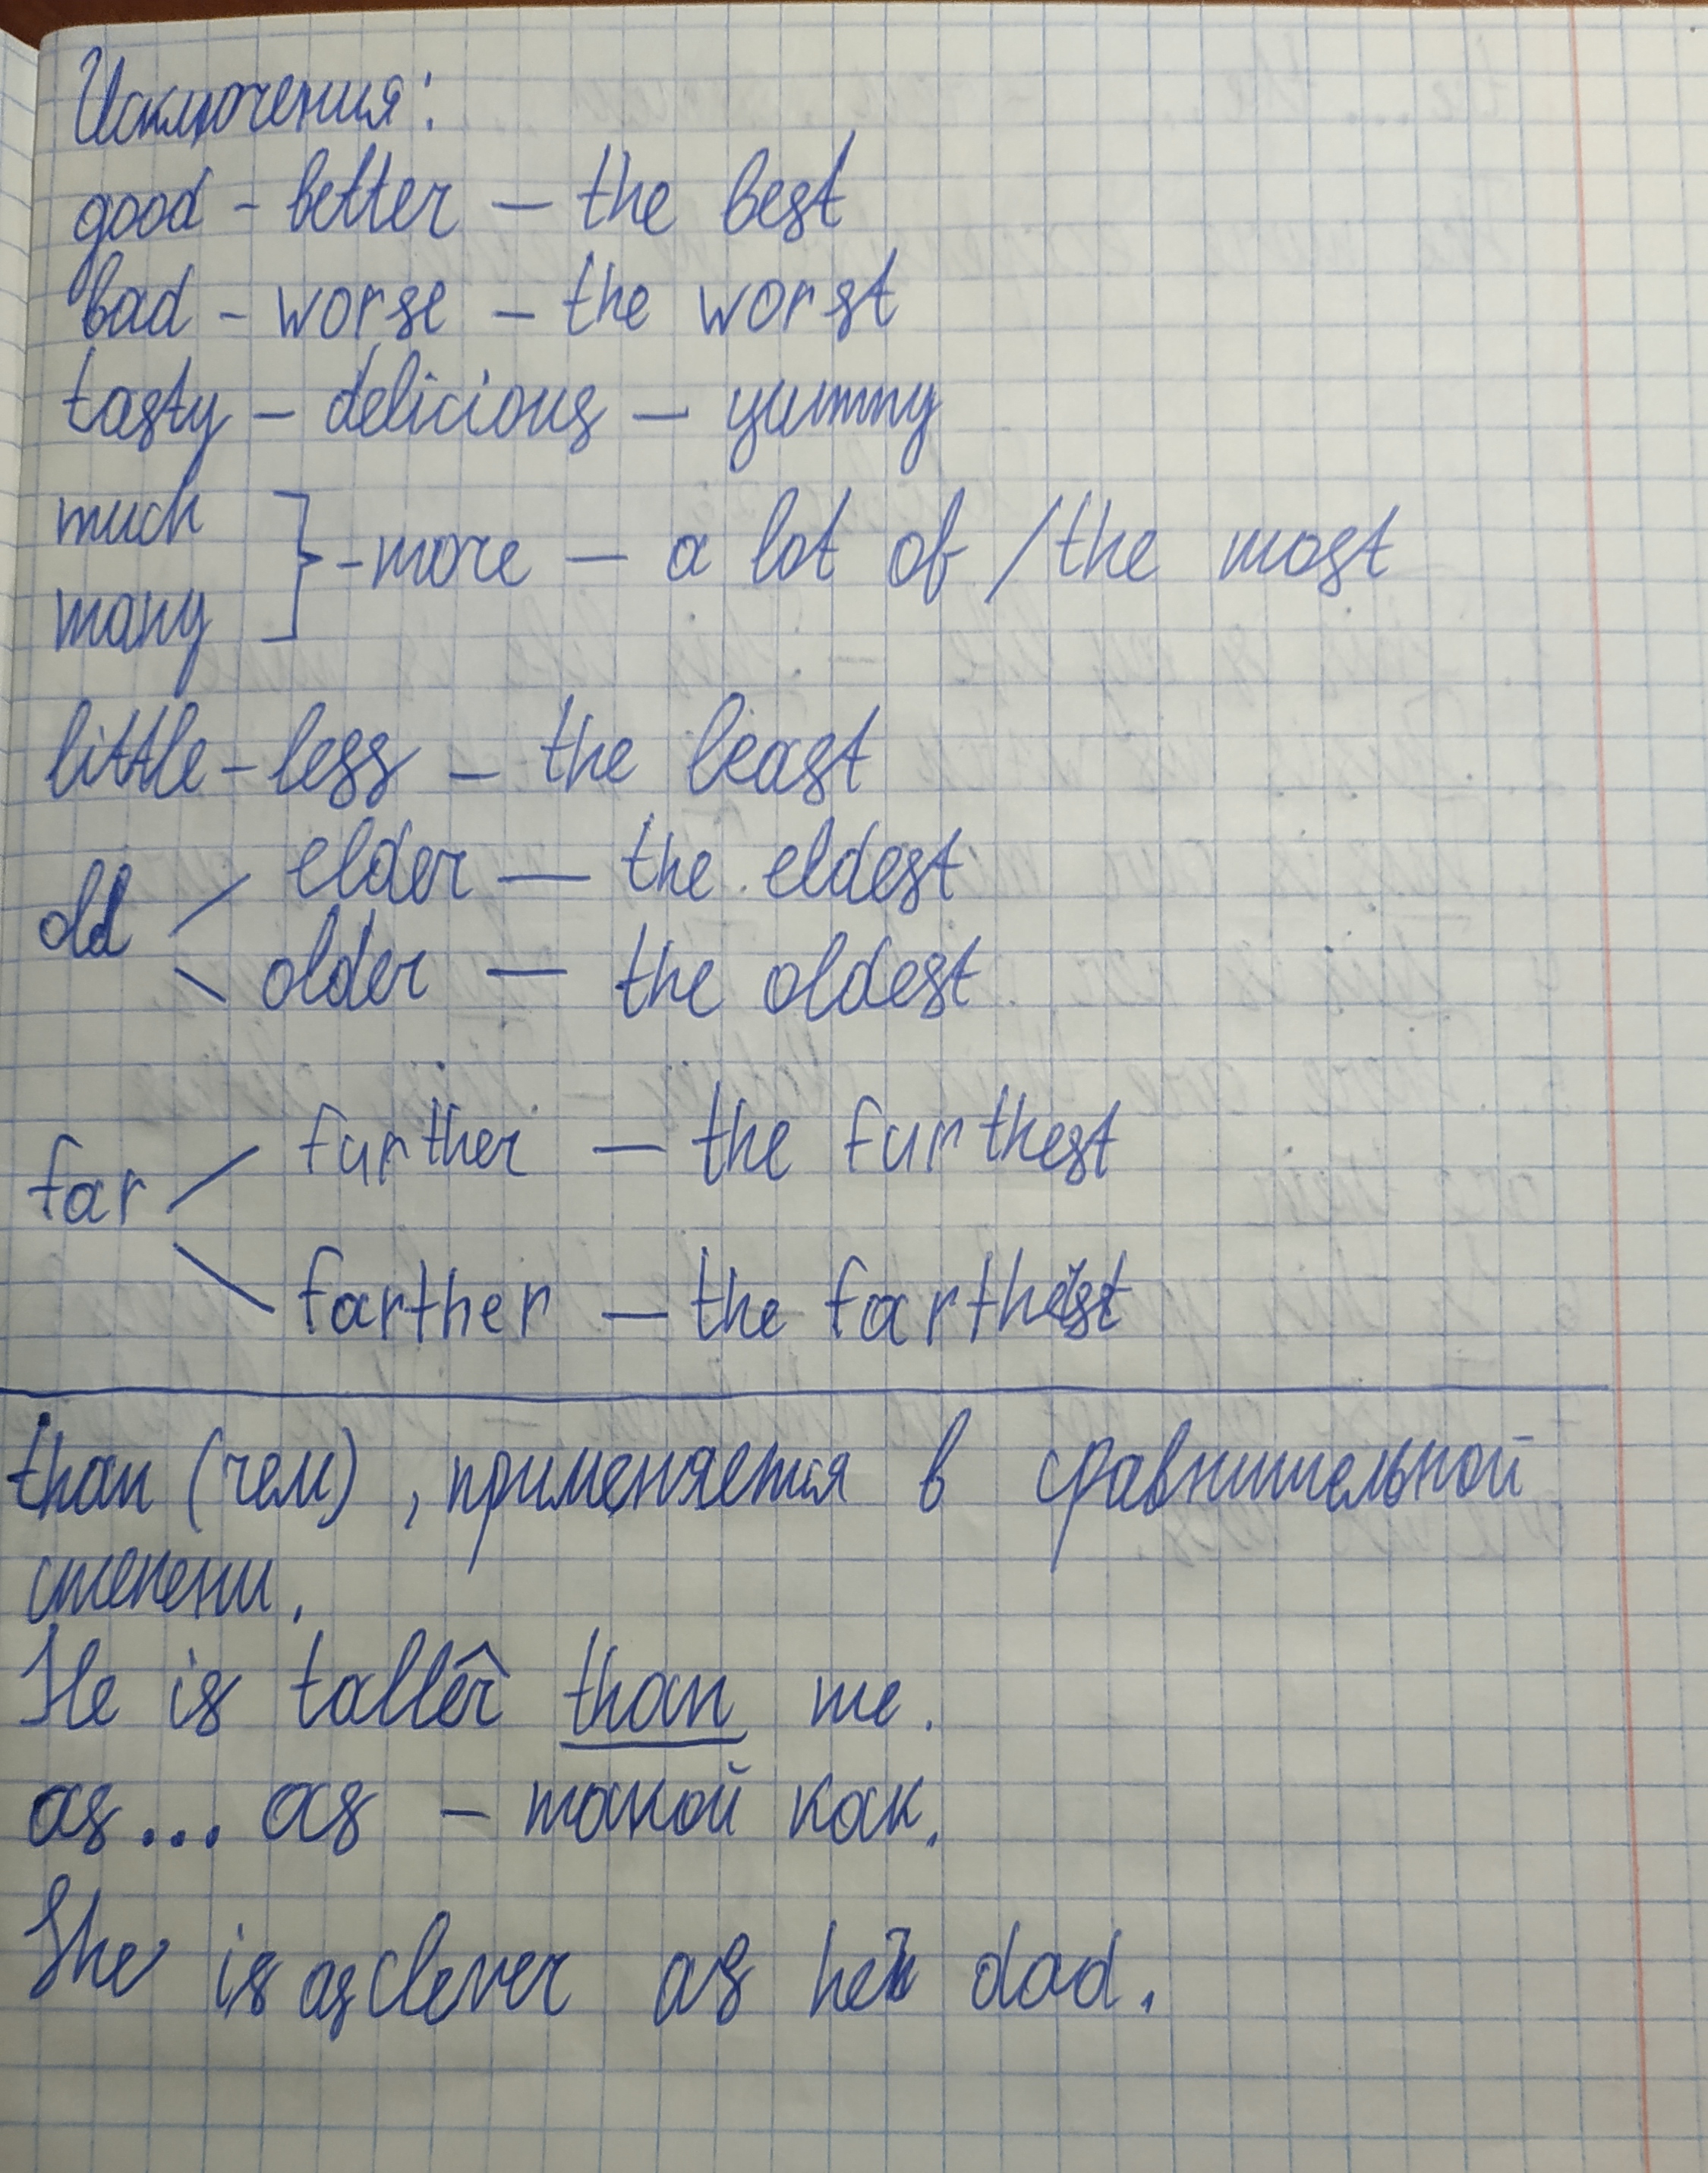 Исключения:
good - better – the best
bad - worse – the worst
tasty – delicious – yummy
much
many } - more – a lot of / the most
little - less – the least
old / elder — the eldest
\ older — the oldest
far / further — the furthest
\ farther — the farthest
than (чем), применяется в сравнительной
степени.
He is taller than me.
as... as – такой как.
She is as clever as her dad.